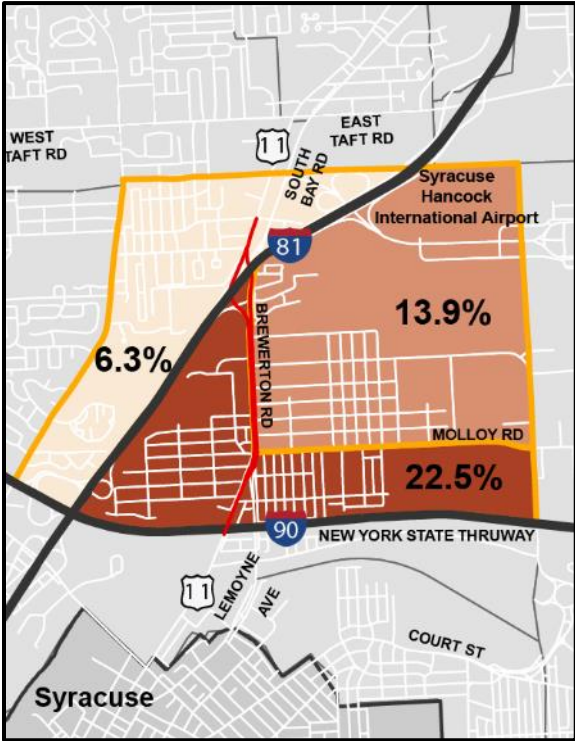 WEST
TAFT RD
EAST
TAFT RD
11
SOUTH
BAY RD
Syracuse
Hancock
International Airport
81
13.9%
6.3%
BREWERTON RD
MOLLOY RD
22.5%
90
NEW YORK STATE THRUWAY
11
LEMOYNE
AVE
COURT ST
Syracuse